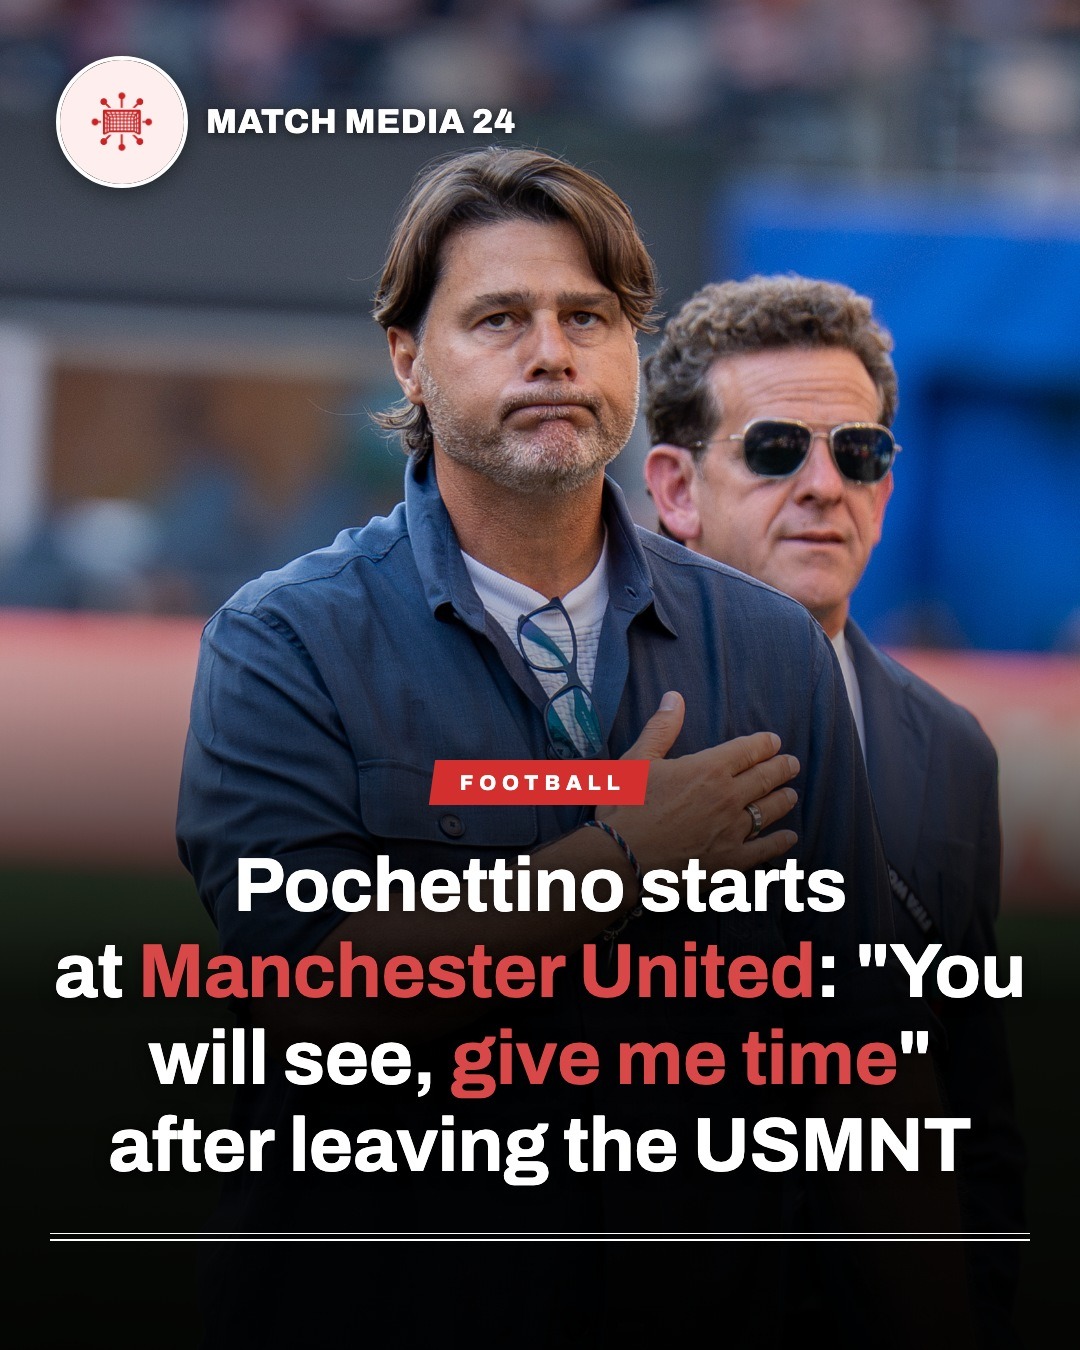 MATCH MEDIA 24
FOOTBALL
Pochettino starts
at Manchester United: "You
will see, give me time"
after leaving the USMNT